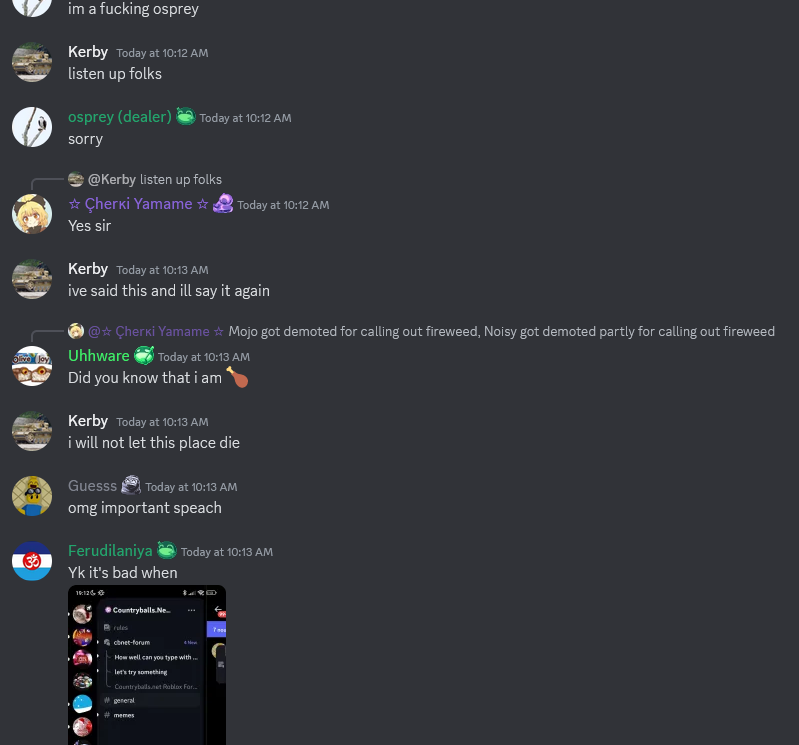 im a fucking osprey
Kerby Today at 10:12 AM
listen up folks
osprey (dealer) Today at 10:12 AM
sorry
@Kerby listen up folks
☆ Çherкi Yamame ☆ Today at 10:12 AM
Yes sir
Kerby Today at 10:13 AM
ive said this and ill say it again
@☆ Çherкi Yamame ☆ Mojo got demoted for calling out fireweed, Noisy got demoted partly for calling out fireweed
Uhhware Today at 10:13 AM
Did you know that i am 🍗
Kerby Today at 10:13 AM
i will not let this place die
Guesss Today at 10:13 AM
omg important speach
Ferudilaniya Today at 10:13 AM
Yk it's bad when
19:12
Countryballs.Ne...
rules
cbnet-forum 4 New
How well can you type with ...
let's try something
Countryballs.net Roblox For...
# general
# memes